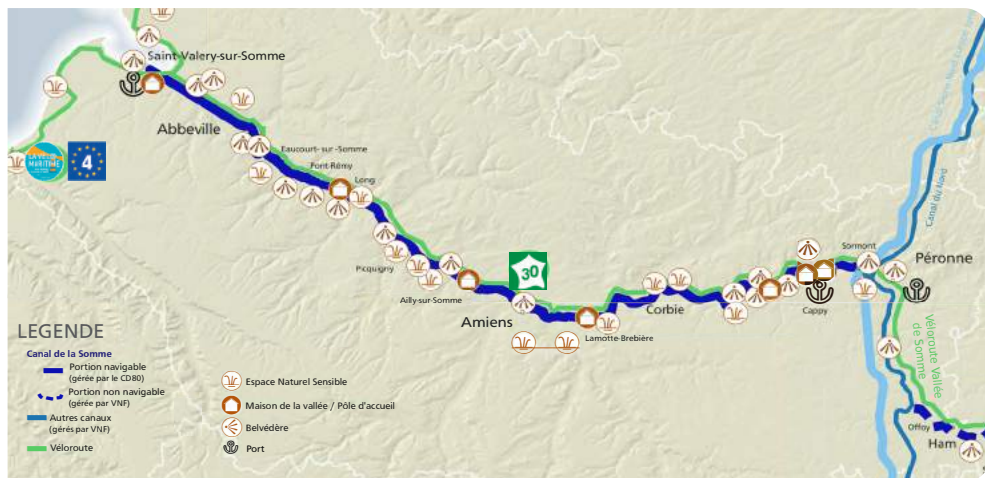 Saint-Valery-sur-Somme
Abbeville
LA VÉLO
MARITIME
4
Eaucourt-sur-Somme
Pont-Rémy
Long
Picquigny
Ailly-sur-Somme
30
Amiens
Lamotte-Brebière
Corbie
Cappy
Sormont
Péronne
Canal du Nord
Véloroute Vallée
de Somme
Offoy
Ham
LEGENDE
Canal de la Somme
Portion navigable
(gérée par le CD80)
Portion non navigable
(gérée par VNF)
Autres canaux
(gérés par VNF)
Véloroute
Espace Naturel Sensible
Maison de la vallée / Pôle d'accueil
Belvédère
Port